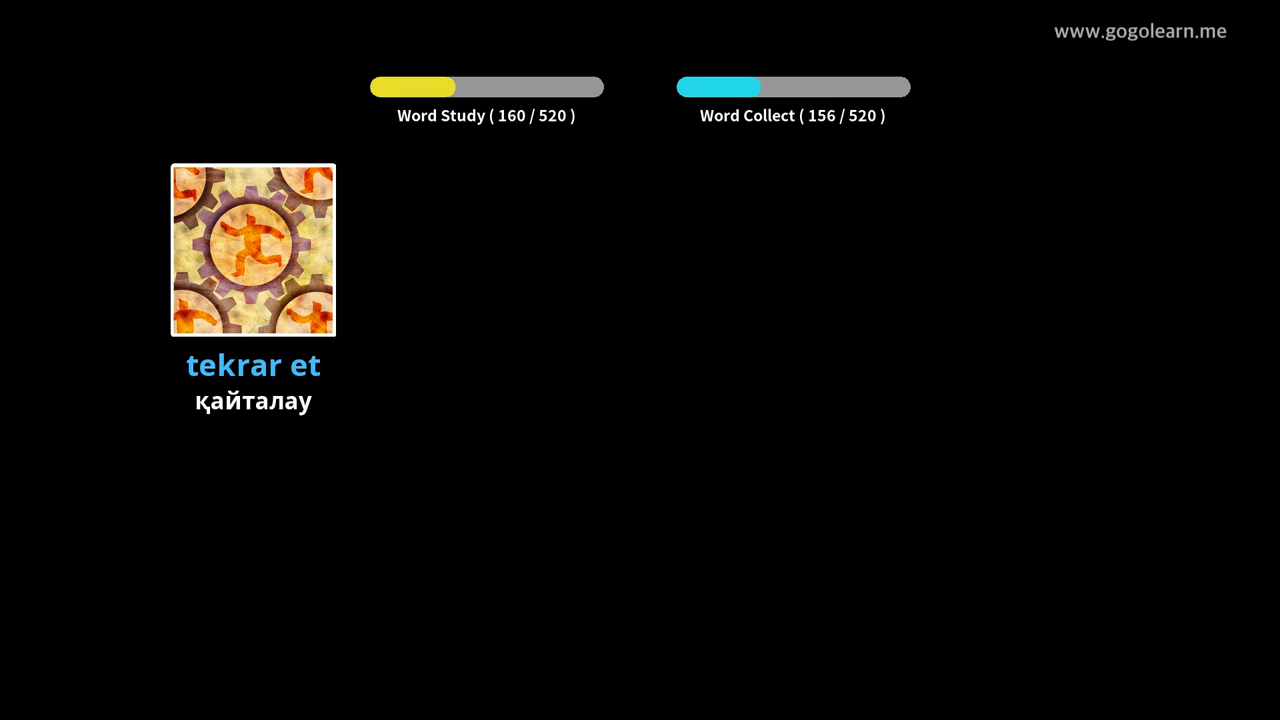 www.gogolearn.me
Word Study ( 160 / 520 )
Word Collect ( 156 / 520 )
tekrar et
қайталау